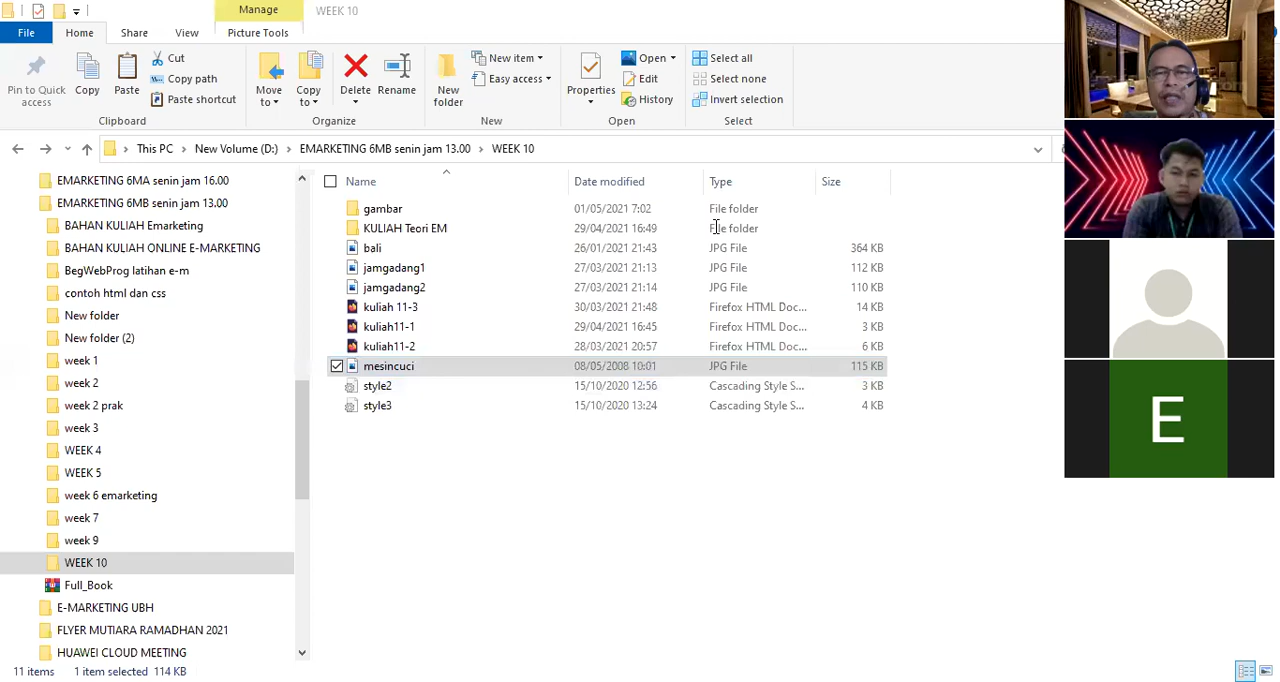 Manage
WEEK 10
File
Home
Share
View
Picture Tools
Pin to Quick access
Copy
Paste
Cut
Copy path
Paste shortcut
Clipboard
Move to
Copy to
Delete
Rename
Organize
New folder
New item
Easy access
New
Properties
Open
Edit
History
Open
Select all
Select none
Invert selection
Select
This PC > New Volume (D:) > EMARKETING 6MB senin jam 13.00 > WEEK 10
EMARKETING 6MA senin jam 16.00
EMARKETING 6MB senin jam 13.00
BAHAN KULIAH Emarketing
BAHAN KULIAH ONLINE E-MARKETING
BegWebProg latihan e-m
contoh html dan css
New folder
New folder (2)
week 1
week 2
week 2 prak
week 3
WEEK 4
WEEK 5
week 6 emarketing
week 7
week 9
WEEK 10
Full_Book
E-MARKETING UBH
FLYER MUTIARA RAMADHAN 2021
HUAWEI CLOUD MEETING
Name Date modified Type Size
gambar 01/05/2021 7:02 File folder
KULIAH Teori EM 29/04/2021 16:49 File folder
bali 26/01/2021 21:43 JPG File 364 KB
jamgadang1 27/03/2021 21:13 JPG File 112 KB
jamgadang2 27/03/2021 21:14 JPG File 110 KB
kuliah 11-3 30/03/2021 21:48 Firefox HTML Doc... 14 KB
kuliah11-1 29/04/2021 16:45 Firefox HTML Doc... 3 KB
kuliah11-2 28/03/2021 20:57 Firefox HTML Doc... 6 KB
mesincuci 08/05/2008 10:01 JPG File 115 KB
style2 15/10/2020 12:56 Cascading Style S... 3 KB
style3 15/10/2020 13:24 Cascading Style S... 4 KB
E
11 items 1 item selected 114 KB